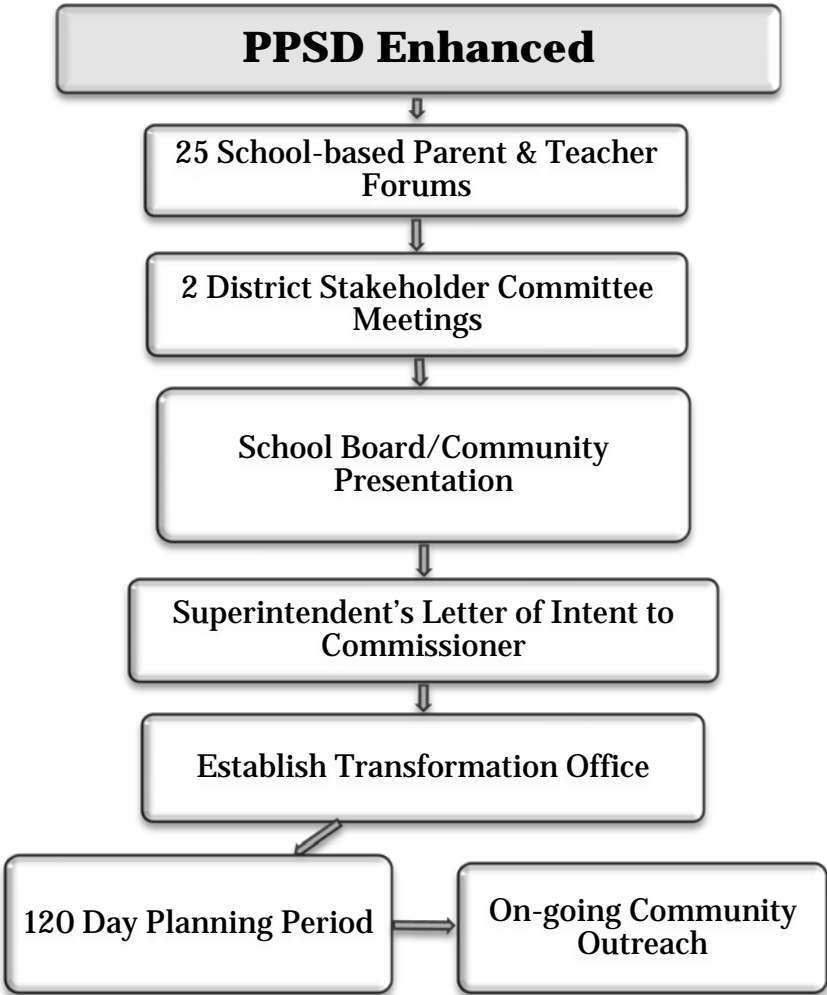 PPSD Enhanced
25 School-based Parent & Teacher
Forums
2 District Stakeholder Committee
Meetings
School Board/Community
Presentation
Superintendent's Letter of Intent to
Commissioner
Establish Transformation Office
120 Day Planning Period
On-going Community
Outreach